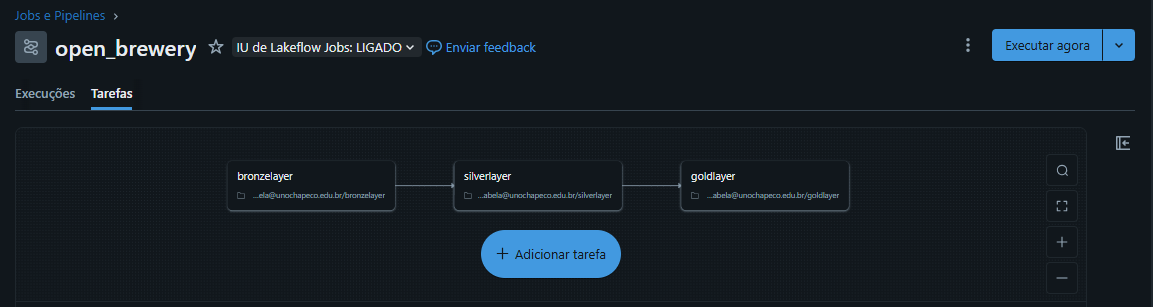 Jobs e Pipelines
open_brewery IU de Lakeflow Jobs: LIGADO Enviar feedback Executar agora
Execuções Tarefas
bronzelayer silverlayer goldlayer
...ela@unochapeco.edu.br/bronzelayer ...abela@unochapeco.edu.br/silverlayer ...abela@unochapeco.edu.br/goldlayer
+ Adicionar tarefa